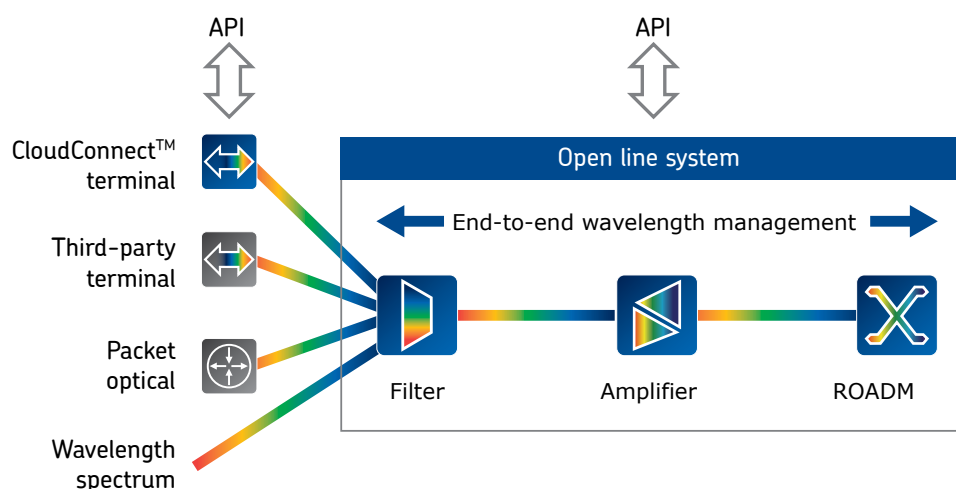 API
API
CloudConnect™
terminal
Open line system
End-to-end wavelength management
Third-party
terminal
Packet
optical
Filter
Amplifier
ROADM
Wavelength
spectrum